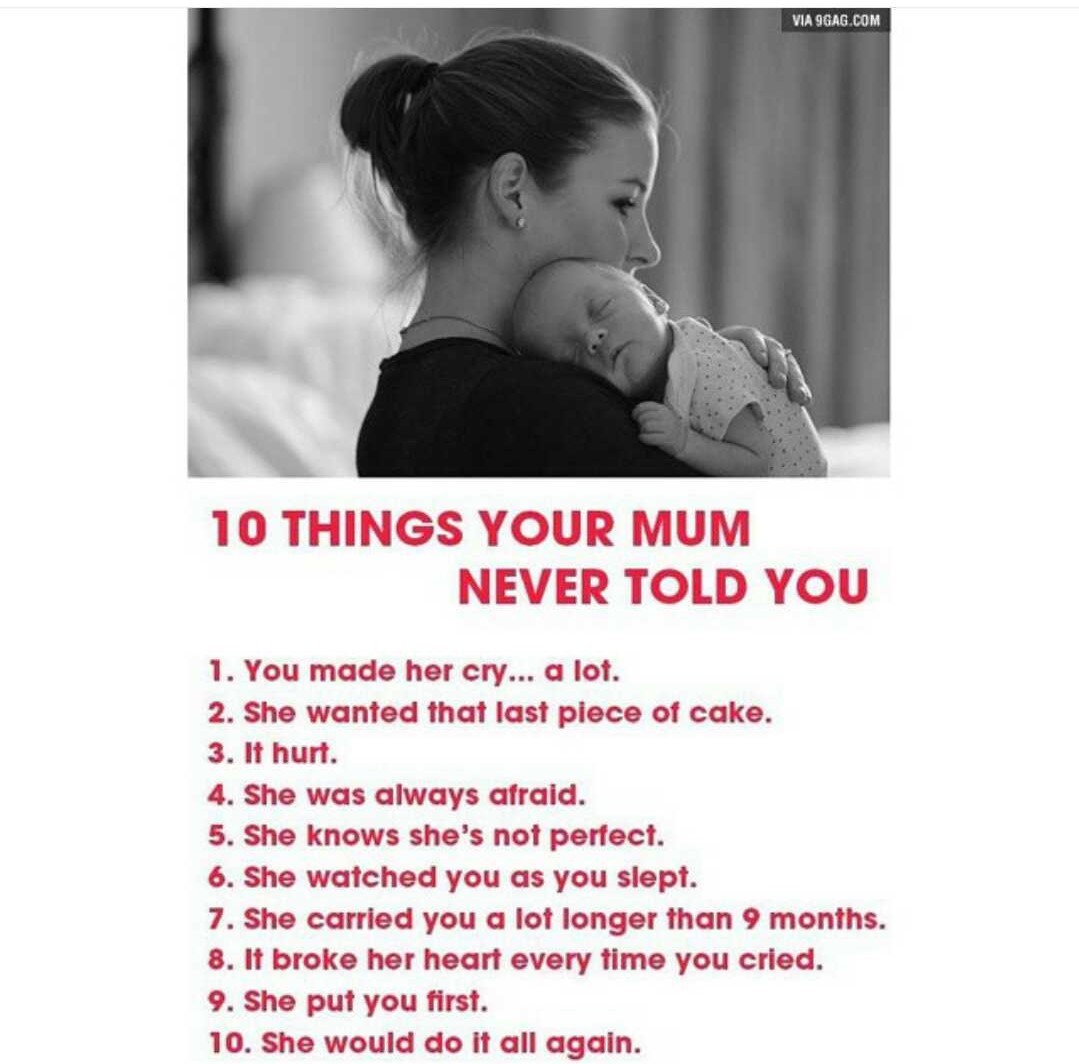 VIA 9GAG.COM
10 THINGS YOUR MUM
NEVER TOLD YOU
1. You made her cry... a lot.
2. She wanted that last piece of cake.
3. It hurt.
4. She was always afraid.
5. She knows she's not perfect.
6. She watched you as you slept.
7. She carried you a lot longer than 9 months.
8. It broke her heart every time you cried.
9. She put you first.
10. She would do it all again.